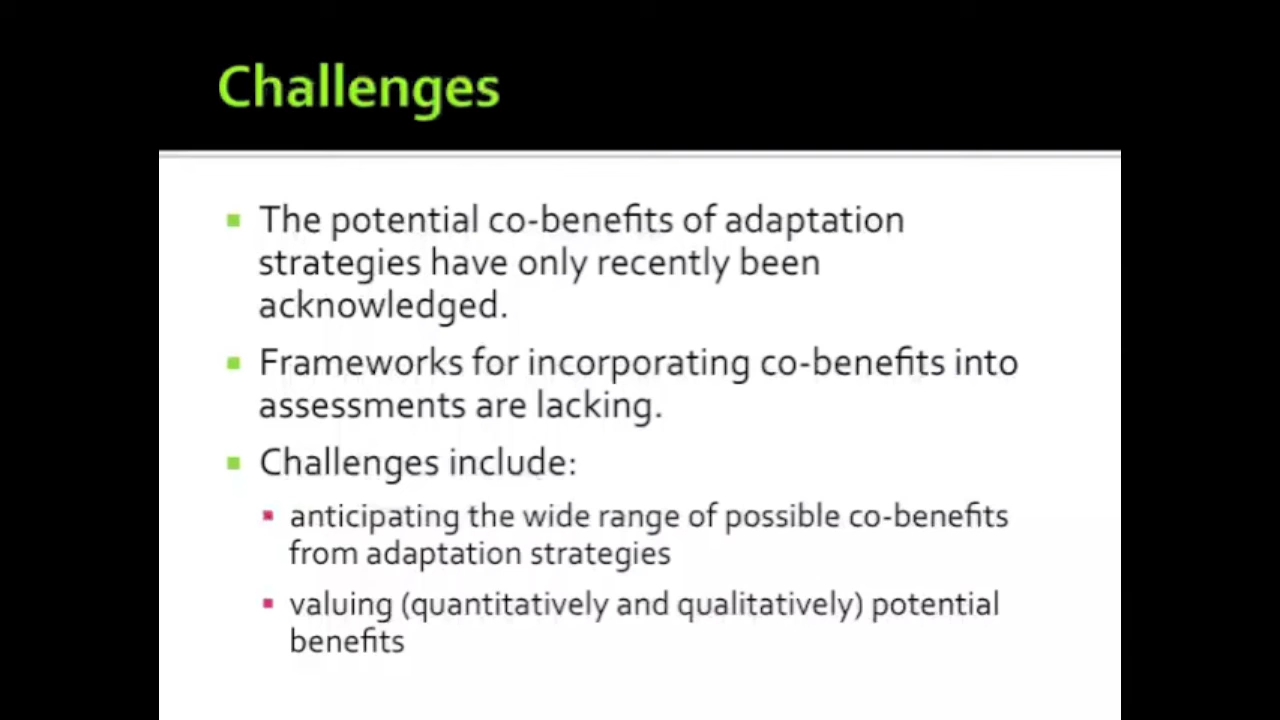 Challenges
The potential co-benefits of adaptation
strategies have only recently been
acknowledged.
Frameworks for incorporating co-benefits into
assessments are lacking.
Challenges include:
anticipating the wide range of possible co-benefits
from adaptation strategies
valuing (quantitatively and qualitatively) potential
benefits